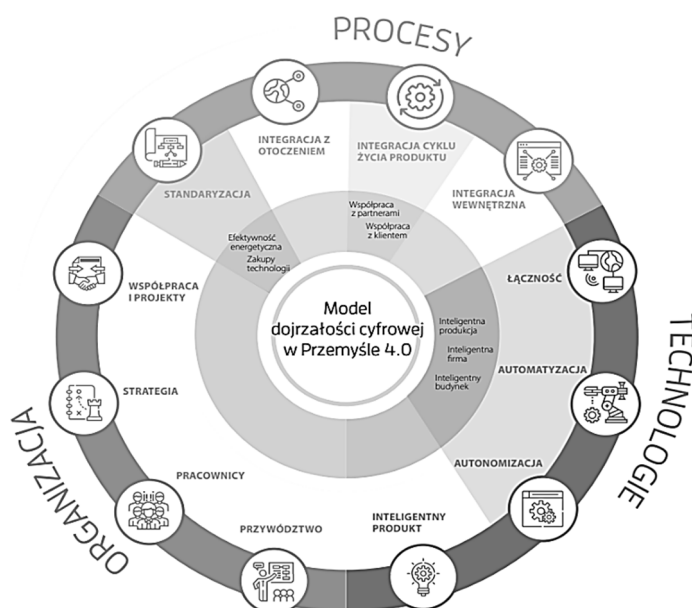 PROCESY
INTEGRACJA Z
OTOCZENIEM
INTEGRACJA CYKLU
ŻYCIA PRODUKTU
STANDARYZACJA
INTEGRACJA
WEWNĘTRZNA
Współpraca
z partnerami
Współpraca
z klientem
Efektywność
energetyczna
Zakupy
technologii
WSPÓŁPRACA
I PROJEKTY
ŁĄCZNOŚĆ
Model
dojrzałości cyfrowej
w Przemyśle 4.0
Inteligentna
produkcja
Inteligentna
firma
Inteligentny
budynek
TECHNOLOGIE
AUTOMATYZACJA
STRATEGIA
ORGANIZACJA
AUTONOMIZACJA
PRACOWNICY
PRZYWÓDZTWO
INTELIGENTNY
PRODUKT